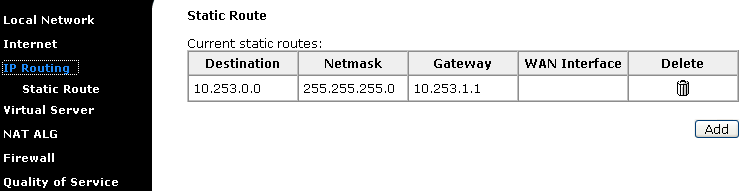 Local Network
Internet
IP Routing
Static Route
Virtual Server
NAT ALG
Firewall
Quality of Service
Static Route
Current static routes:
Destination Netmask Gateway WAN Interface Delete
10.253.0.0 255.255.255.0 10.253.1.1
Add